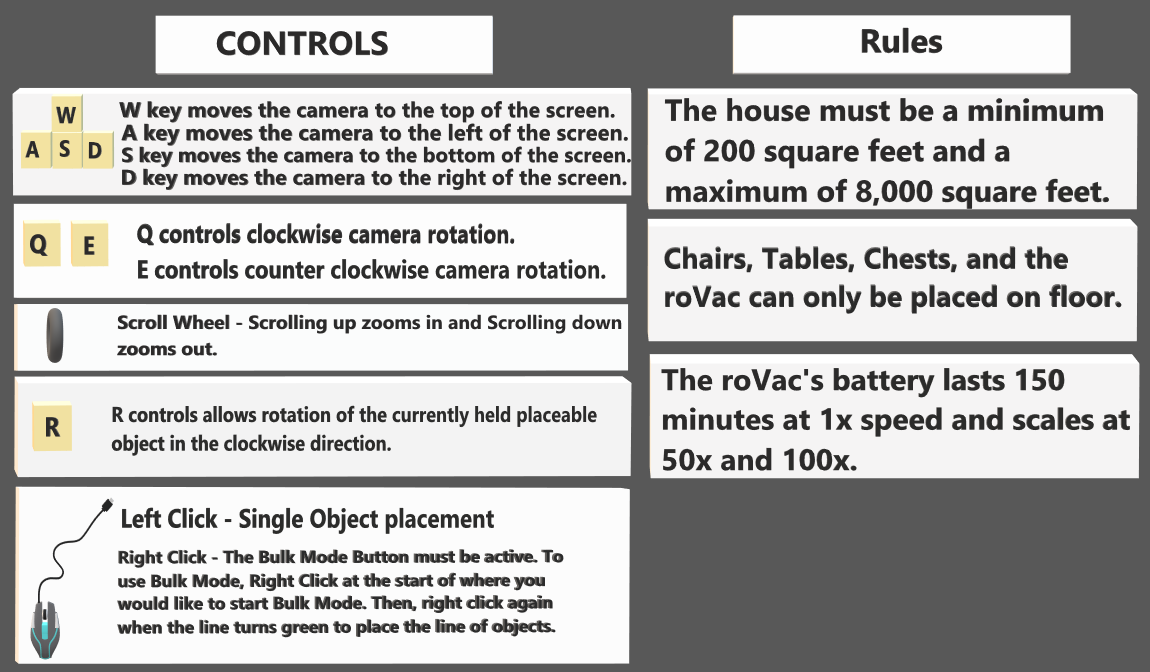 CONTROLS
W
A S D
W key moves the camera to the top of the screen.
A key moves the camera to the left of the screen.
S key moves the camera to the bottom of the screen.
D key moves the camera to the right of the screen.
Q E
Q controls clockwise camera rotation.
E controls counter clockwise camera rotation.
Scroll Wheel - Scrolling up zooms in and Scrolling down
zooms out.
R
R controls allows rotation of the currently held placeable
object in the clockwise direction.
Left Click - Single Object placement
Right Click - The Bulk Mode Button must be active. To
use Bulk Mode, Right Click at the start of where you
would like to start Bulk Mode. Then, right click again
when the line turns green to place the line of objects.
Rules
The house must be a minimum
of 200 square feet and a
maximum of 8,000 square feet.
Chairs, Tables, Chests, and the
roVac can only be placed on floor.
The roVac's battery lasts 150
minutes at 1x speed and scales at
50x and 100x.